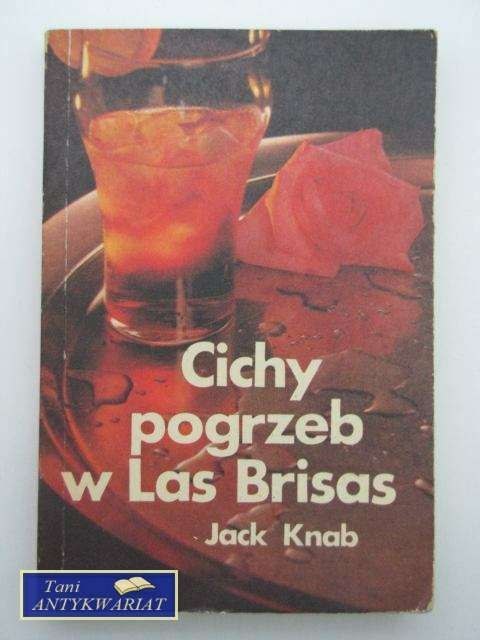 Cichy
pogrzeb
w Las Brisas
Jack Knab
Tani
ANTYKWARIAT